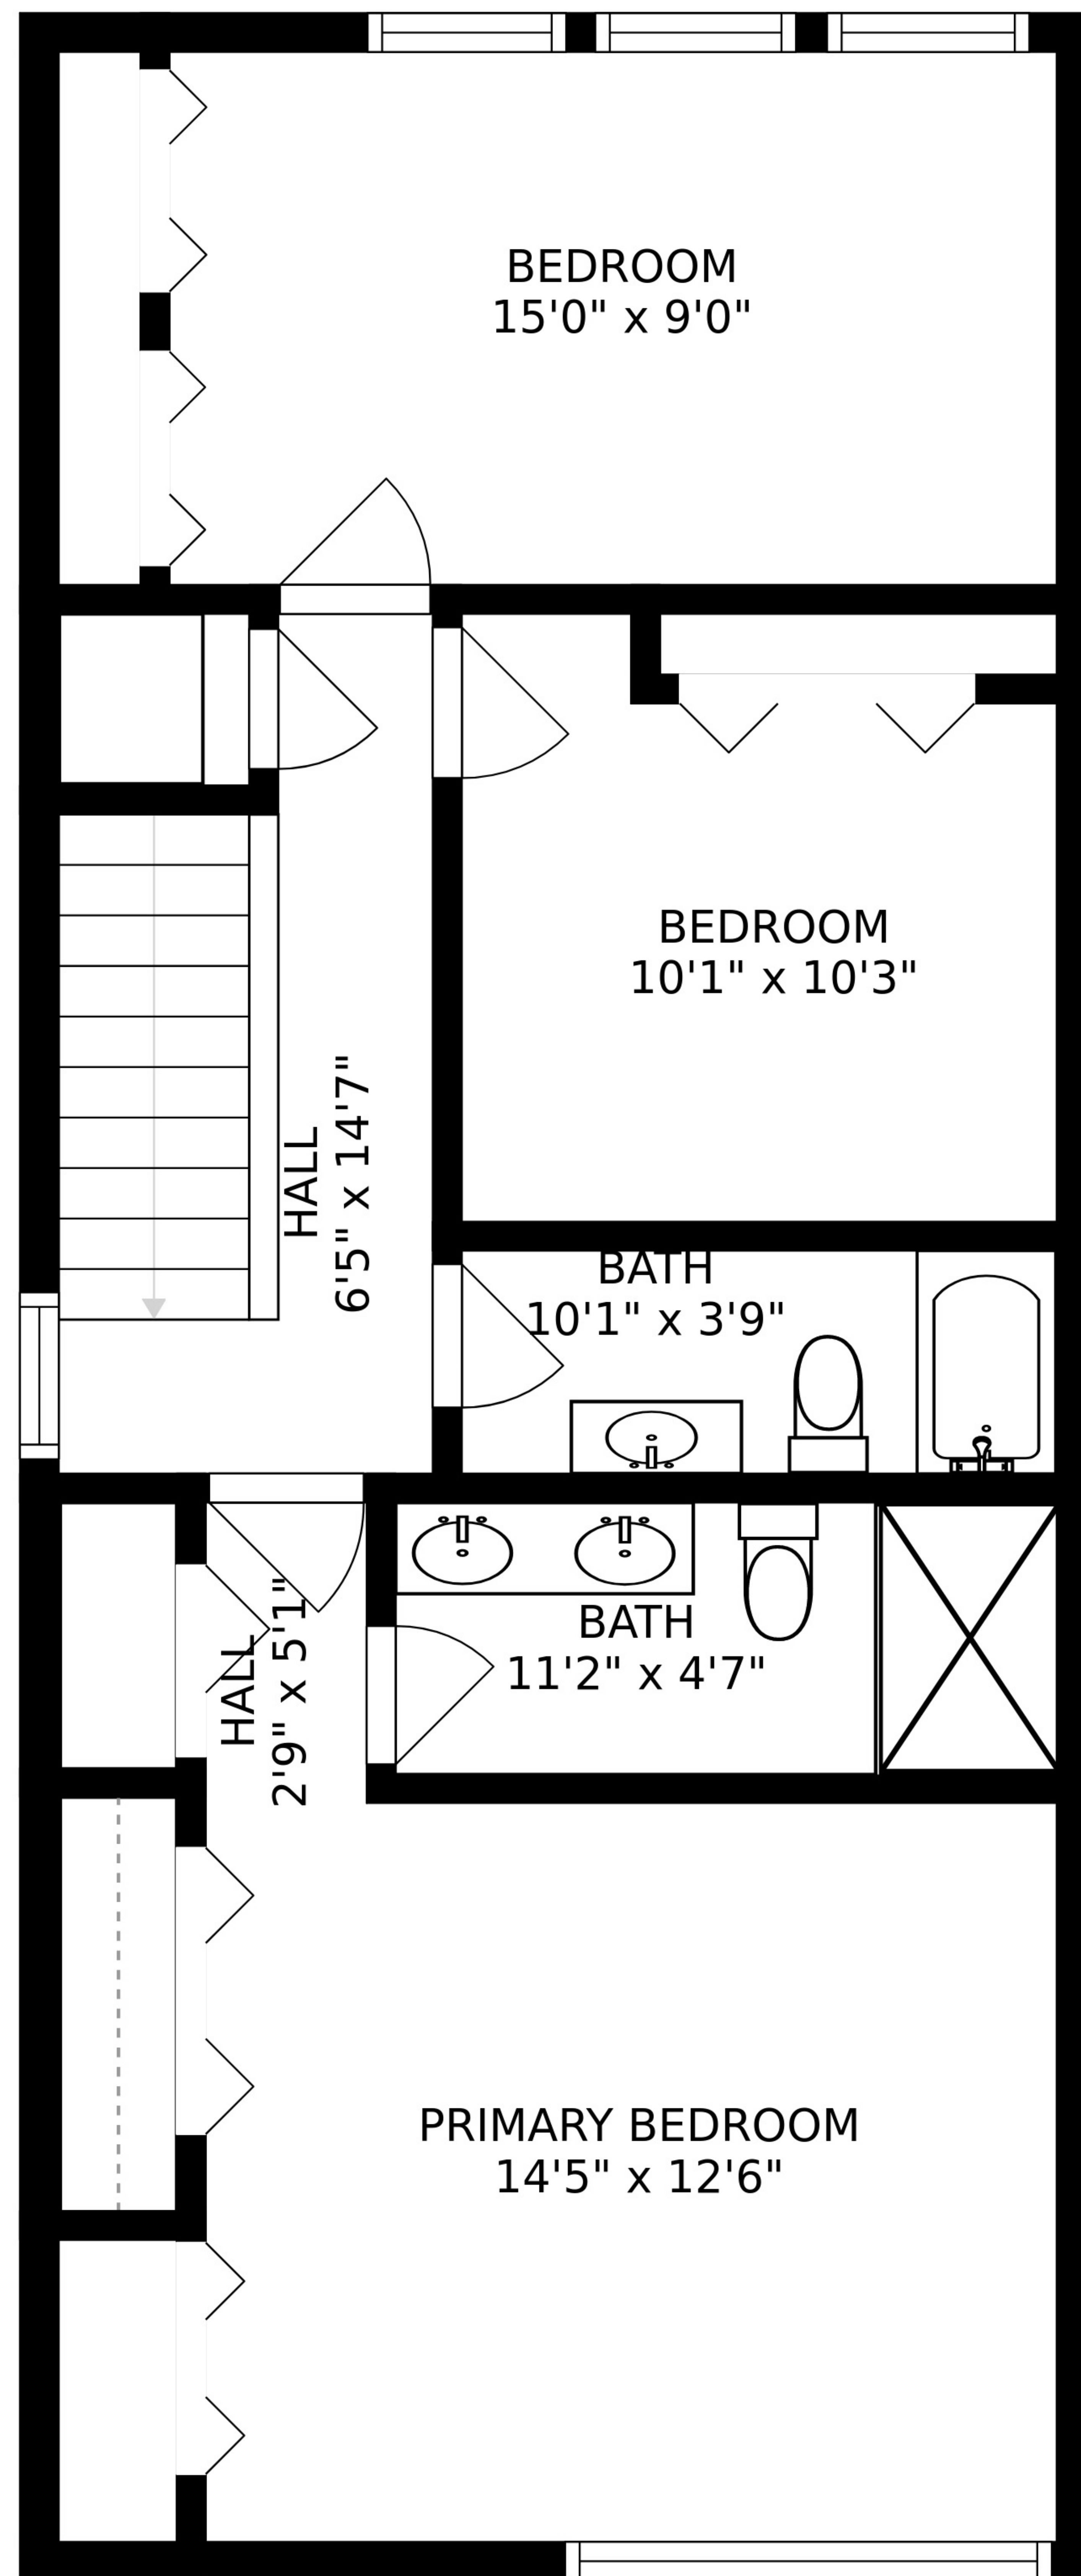 BEDROOM
15'0" x 9'0"
BEDROOM
10'1" x 10'3"
HALL
6'5" x 14'7"
BATH
10'1" x 3'9"
BATH
11'2" x 4'7"
HALL
2'9" x 5'1"
PRIMARY BEDROOM
14'5" x 12'6"